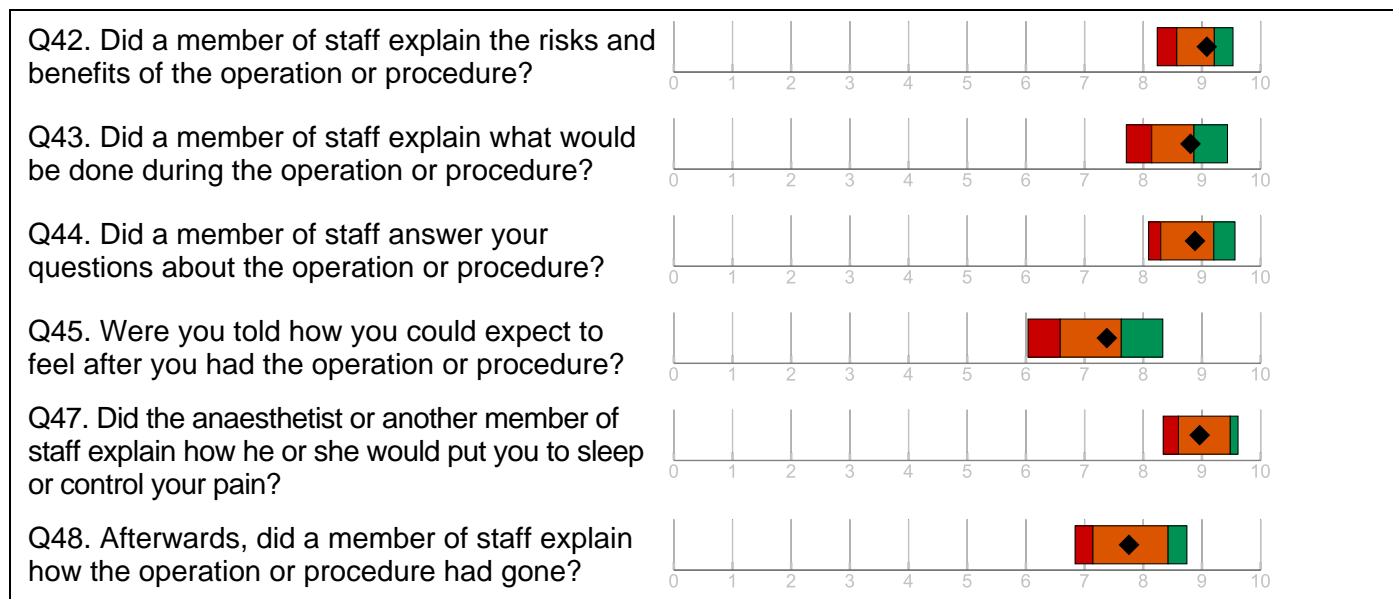 Q42. Did a member of staff explain the risks and
benefits of the operation or procedure?
0 1 2 3 4 5 6 7 8 9 10
Q43. Did a member of staff explain what would
be done during the operation or procedure?
0 1 2 3 4 5 6 7 8 9 10
Q44. Did a member of staff answer your
questions about the operation or procedure?
0 1 2 3 4 5 6 7 8 9 10
Q45. Were you told how you could expect to
feel after you had the operation or procedure?
0 1 2 3 4 5 6 7 8 9 10
Q47. Did the anaesthetist or another member of
staff explain how he or she would put you to sleep
or control your pain?
0 1 2 3 4 5 6 7 8 9 10
Q48. Afterwards, did a member of staff explain
how the operation or procedure had gone?
0 1 2 3 4 5 6 7 8 9 10